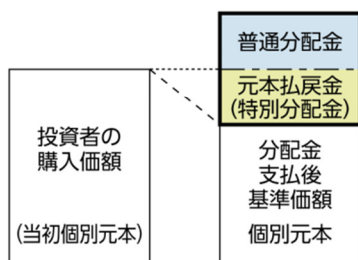 普通分配金
元本払戻金
(特別分配金)
投資者の
購入価額
(当初個別元本)
分配金
支払後
基準価額
個別元本